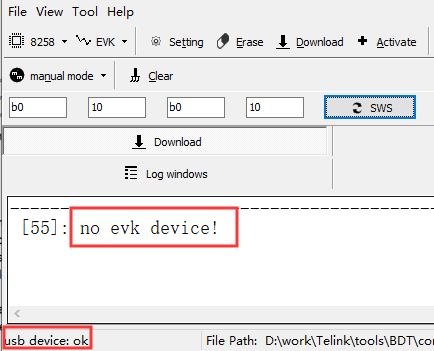 File View Tool Help
8258 EVK Setting Erase Download Activate
manual mode Clear
b0 10 b0 10 SWS
Download
Log windows
[55]: no evk device!
usb device: ok File Path: D:\work\Telink\tools\BDT\con